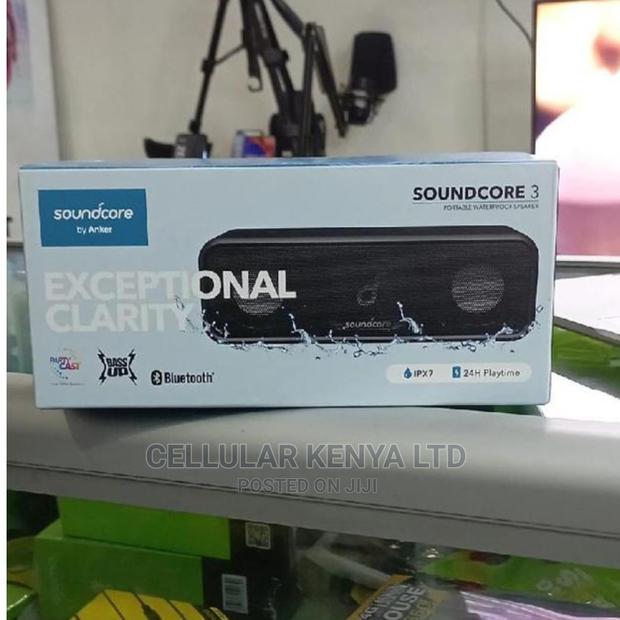 soundcore
by Anker
SOUNDCORE 3
PORTABLE WATERPROOF SPEAKER
EXCEPTIONAL
CLARITY
soundcore
PARTY
CAST
BASS
UP
Bluetooth
IPX7
24H Playtime
CELLULAR KENYA LTD
POSTED ON JIJI
OUSE